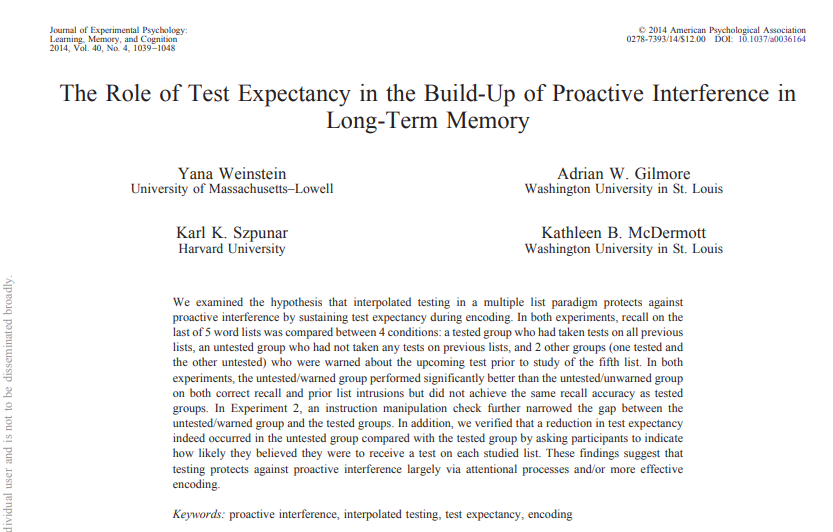 Journal of Experimental Psychology:
Learning, Memory, and Cognition
2014, Vol. 40, No. 4, 1039–1048
© 2014 American Psychological Association
0278-7393/14/$12.00 DOI: 10.1037/a0036164
The Role of Test Expectancy in the Build-Up of Proactive Interference in
Long-Term Memory
Yana Weinstein
University of Massachusetts–Lowell
Adrian W. Gilmore
Washington University in St. Louis
Karl K. Szpunar
Harvard University
Kathleen B. McDermott
Washington University in St. Louis
We examined the hypothesis that interpolated testing in a multiple list paradigm protects against
proactive interference by sustaining test expectancy during encoding. In both experiments, recall on the
last of 5 word lists was compared between 4 conditions: a tested group who had taken tests on all previous
lists, an untested group who had not taken any tests on previous lists, and 2 other groups (one tested and
the other untested) who were warned about the upcoming test prior to study of the fifth list. In both
experiments, the untested/warned group performed significantly better than the untested/unwarned group
on both correct recall and prior list intrusions but did not achieve the same recall accuracy as tested
groups. In Experiment 2, an instruction manipulation check further narrowed the gap between the
untested/warned group and the tested groups. In addition, we verified that a reduction in test expectancy
indeed occurred in the untested group compared with the tested group by asking participants to indicate
how likely they believed they were to receive a test on each studied list. These findings suggest that
testing protects against proactive interference largely via attentional processes and/or more effective
encoding.
Keywords: proactive interference, interpolated testing, test expectancy, encoding
dividual user and is not to be disseminated broadly.